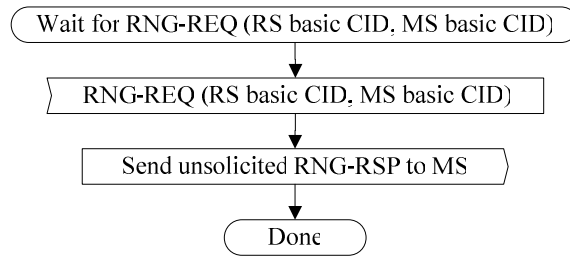 Wait for RNG-REQ (RS basic CID, MS basic CID)
RNG-REQ (RS basic CID, MS basic CID)
Send unsolicited RNG-RSP to MS
Done